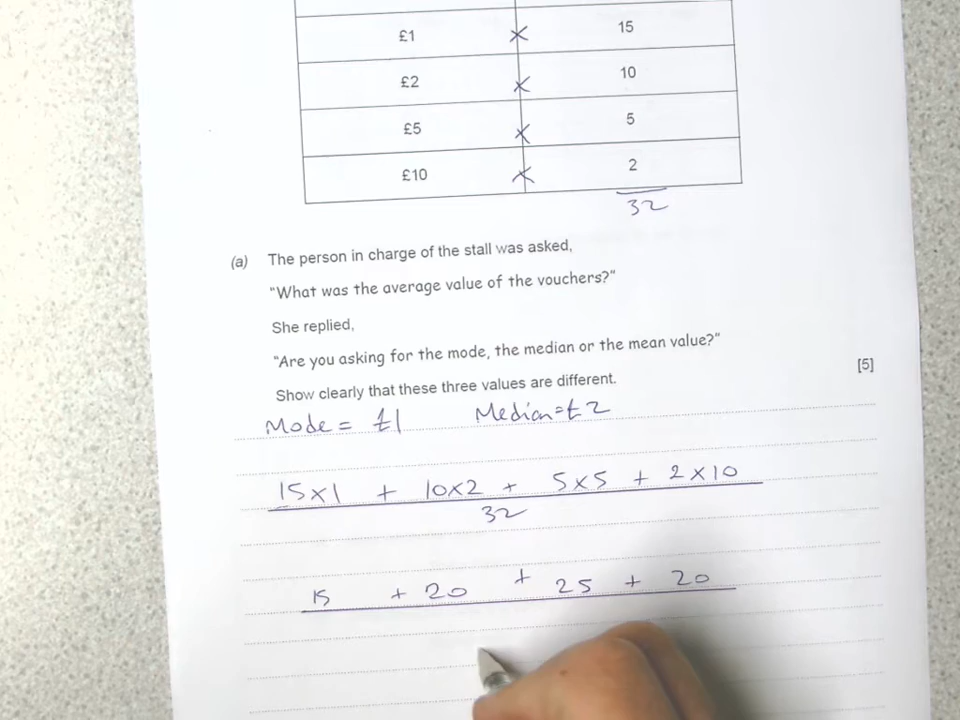 £1 × 15
£2 × 10
£5 × 5
£10 × 2
32
(a) The person in charge of the stall was asked,
"What was the average value of the vouchers?"
She replied,
"Are you asking for the mode, the median or the mean value?"
Show clearly that these three values are different. [5]
Mode = £1 Median = £2
15×1 + 10×2 + 5×5 + 2×10
32
15 + 20 + 25 + 20